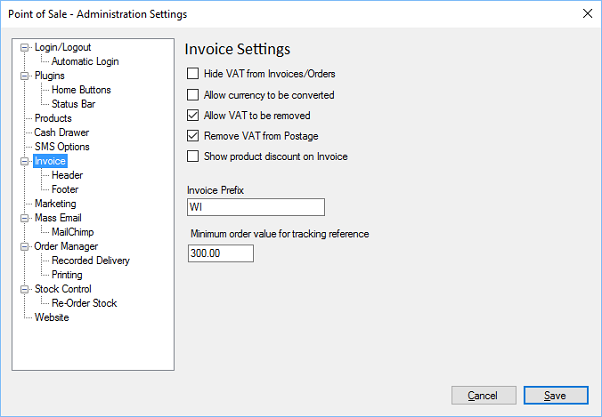 Point of Sale - Administration Settings
Login/Logout
Automatic Login
Plugins
Home Buttons
Status Bar
Products
Cash Drawer
SMS Options
Invoice
Header
Footer
Marketing
Mass Email
MailChimp
Order Manager
Recorded Delivery
Printing
Stock Control
Re-Order Stock
Website
Invoice Settings
Hide VAT from Invoices/Orders
Allow currency to be converted
Allow VAT to be removed
Remove VAT from Postage
Show product discount on Invoice
Invoice Prefix
WI
Minimum order value for tracking reference
300.00
Cancel
Save